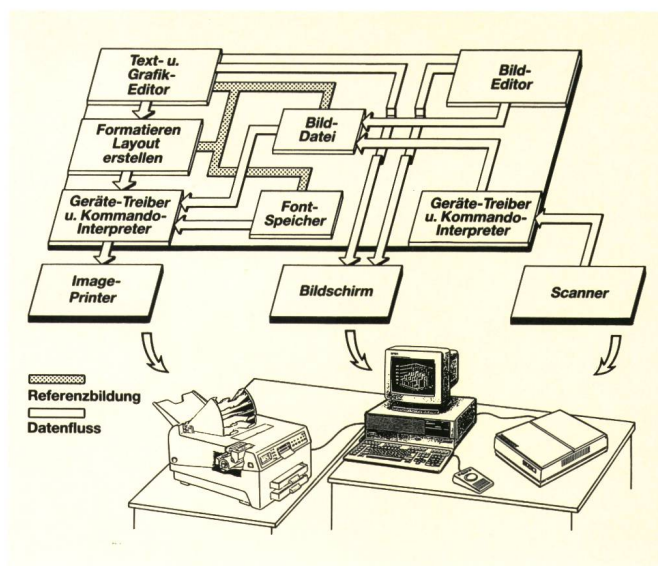 Text- u.
Grafik-
Editor
Bild-
Editor
Bild-
Datei
Formatieren
Layout
erstellen
Geräte-Treiber
u. Kommando-
Interpreter
Font-
Speicher
Geräte-Treiber
u. Kommando-
Interpreter
Image-
Printer
Bildschirm
Scanner
Referenzbildung
Datenfluss